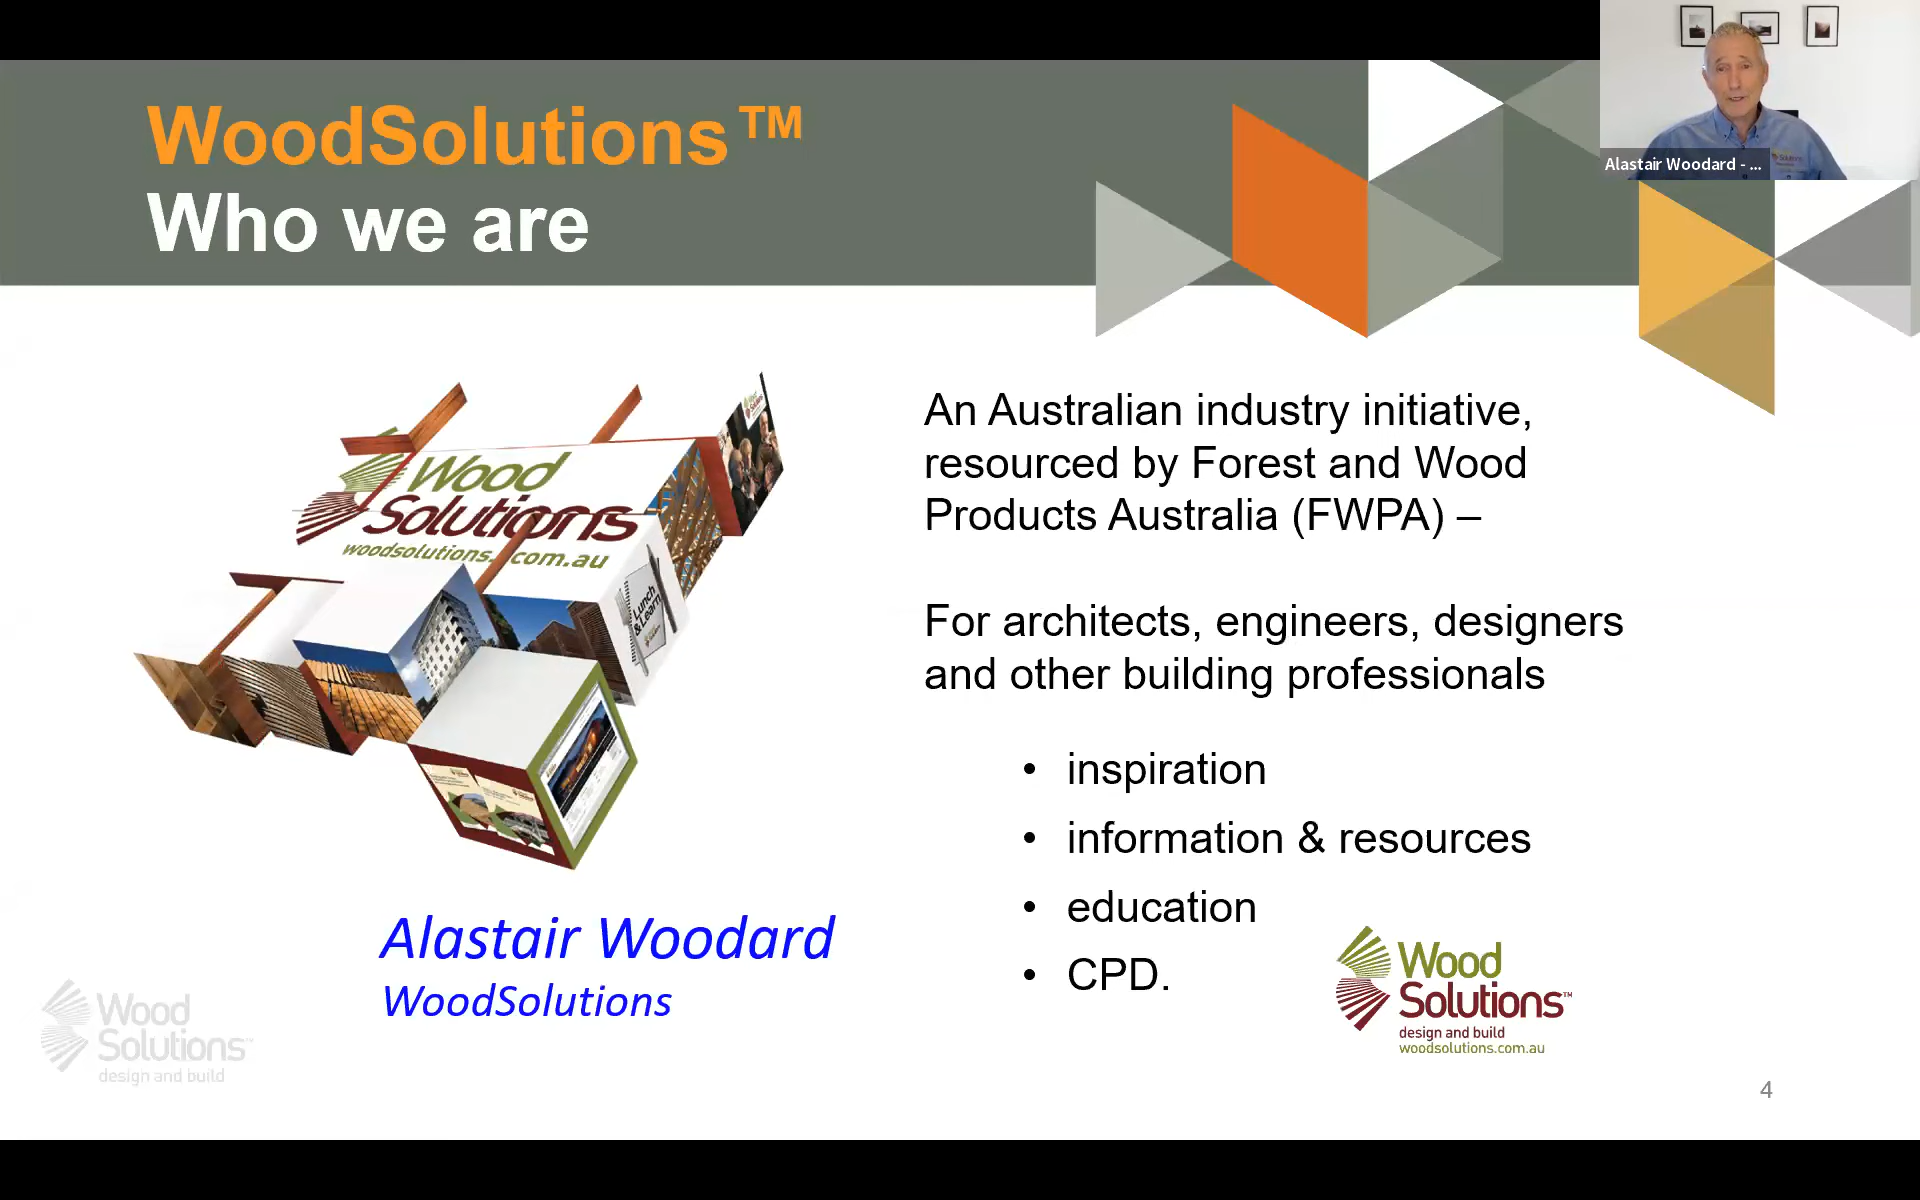 WoodSolutions™
Who we are
Alastair Woodard - ...
An Australian industry initiative,
resourced by Forest and Wood
Products Australia (FWPA) –
For architects, engineers, designers
and other building professionals
• inspiration
• information & resources
• education
• CPD.
Wood
Solutions
woodsolutions.com.au
Lunch
& Learn
Wood
Solutions
Alastair Woodard
WoodSolutions
Wood
Solutions™
design and build
Wood
Solutions™
design and build
woodsolutions.com.au
4